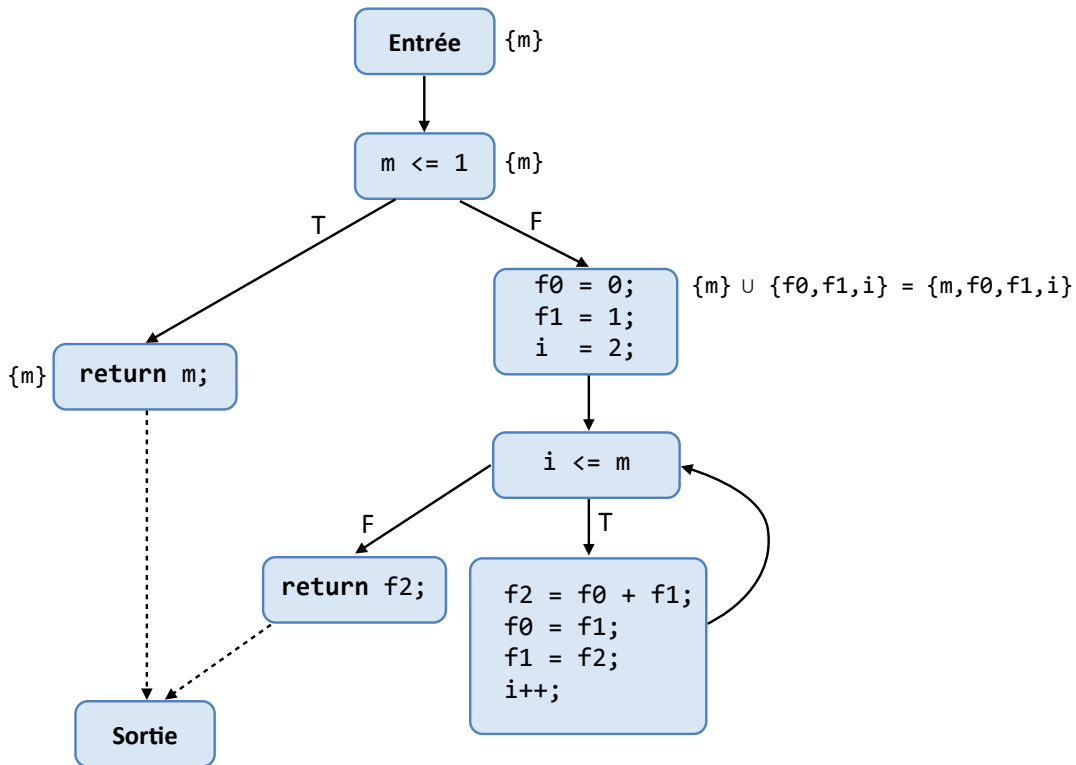 Entrée {m}
m <= 1 {m}
T
F
f0 = 0;
f1 = 1;
i = 2;
{m} ∪ {f0,f1,i} = {m,f0,f1,i}
{m} return m;
i <= m
F
T
return f2;
f2 = f0 + f1;
f0 = f1;
f1 = f2;
i++;
Sortie